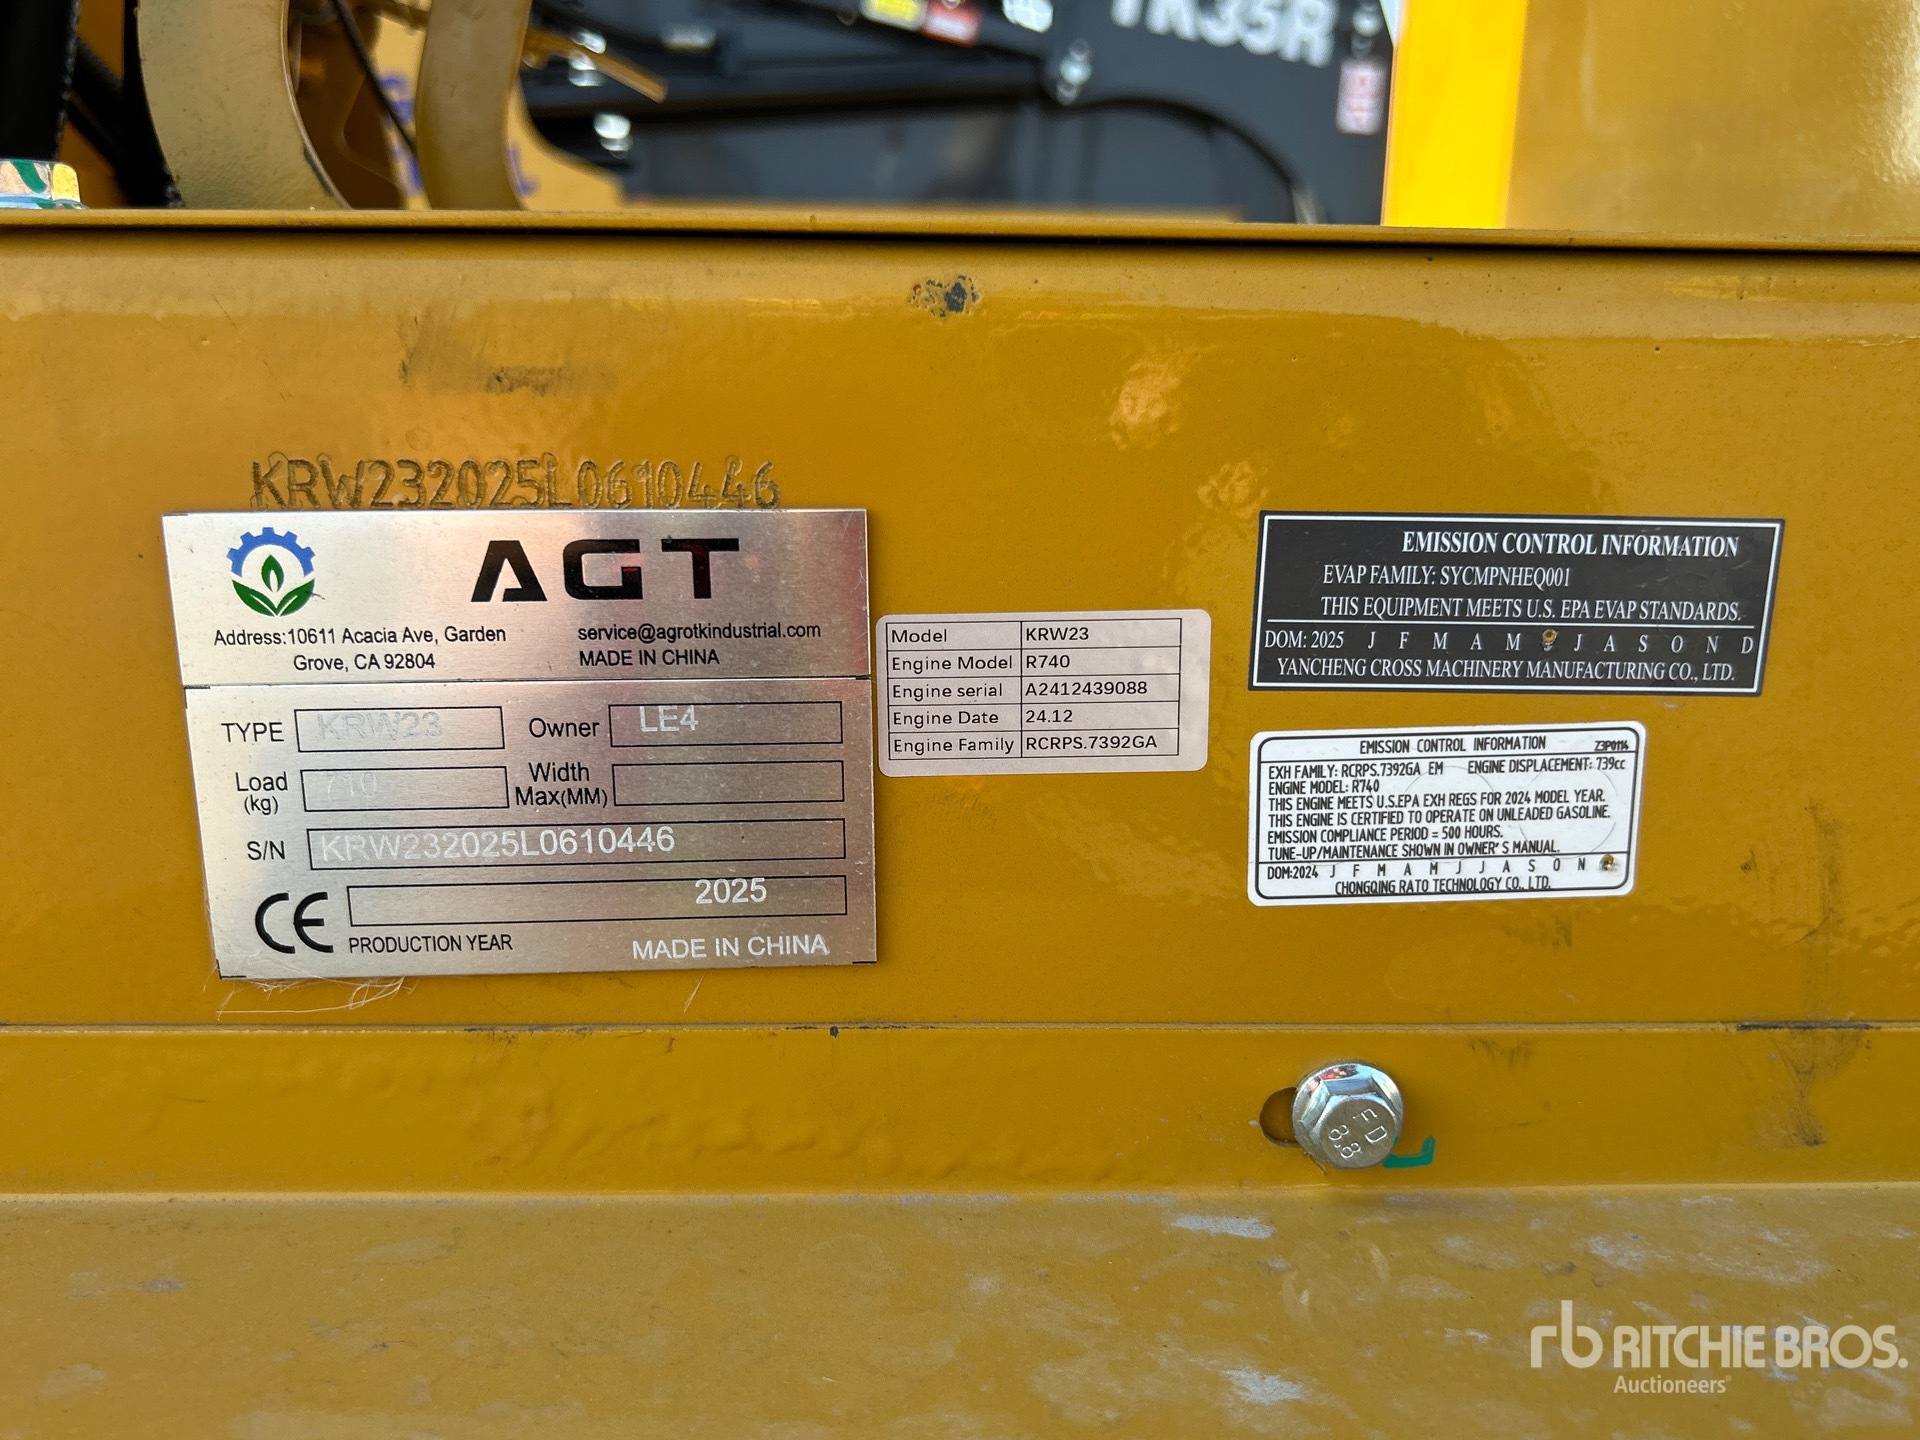 YK35R
KRW232025L0610446
AGT
Address:10611 Acacia Ave, Garden
Grove, CA 92804
service@agrotkindustrial.com
MADE IN CHINA
TYPE KRW23 Owner LE4
Load (kg) 710 Width Max(MM)
S/N KRW232025L0610446
CE 2025
PRODUCTION YEAR MADE IN CHINA
Model KRW23
Engine Model R740
Engine serial A2412439088
Engine Date 24.12
Engine Family RCRPS.7392GA
EMISSION CONTROL INFORMATION
EVAP FAMILY: SYCMPNHEQ001
THIS EQUIPMENT MEETS U.S. EPA EVAP STANDARDS.
DOM: 2025 J F M A M J A S O N D
YANCHENG CROSS MACHINERY MANUFACTURING CO., LTD.
EMISSION CONTROL INFORMATION Z3P0114
EXH FAMILY: RCRPS.7392GA EM ENGINE DISPLACEMENT: 739cc
ENGINE MODEL: R740
THIS ENGINE MEETS U.S.EPA EXH REGS FOR 2024 MODEL YEAR.
THIS ENGINE IS CERTIFIED TO OPERATE ON UNLEADED GASOLINE.
EMISSION COMPLIANCE PERIOD = 500 HOURS.
TUNE-UP/MAINTENANCE SHOWN IN OWNER'S MANUAL.
DOM:2024 J F M A M J J A S O N
CHONGQING RATO TECHNOLOGY CO., LTD.
FD
8.8
rb RITCHIE BROS.
Auctioneers